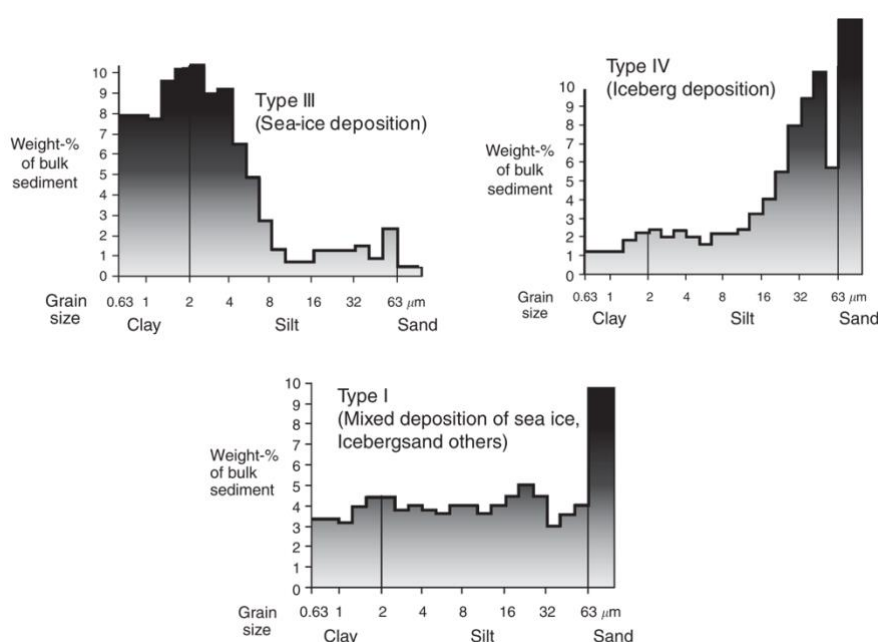 10
9
8
7
6
5
4
3
2
1
0
Weight-%
of bulk
sediment
Type III
(Sea-ice deposition)
Grain
size
0.63 1 2 4 8 16 32 63 μm
Clay Silt Sand
10
9
8
7
6
5
4
3
2
1
0
Weight-%
of bulk
sediment
Type IV
(Iceberg deposition)
Grain
size
0.63 1 2 4 8 16 32 63 μm
Clay Silt Sand
10
9
8
7
6
5
4
3
2
1
0
Weight-%
of bulk
sediment
Type I
(Mixed deposition of sea ice,
Icebergsand others)
Grain
size
0.63 1 2 4 8 16 32 63 μm
Clay Silt Sand